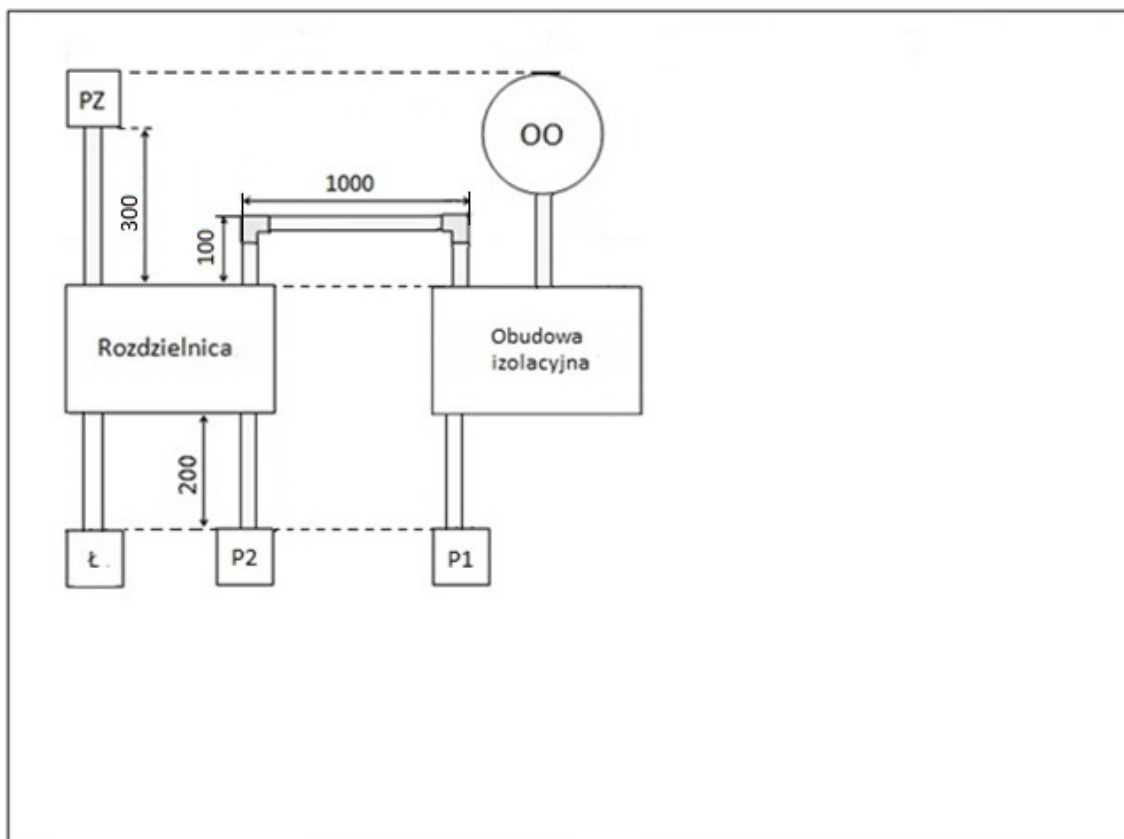 PZ
OO
1000
300
100
Rozdzielnica
Obudowa
izolacyjna
200
Ł .
P2
P1